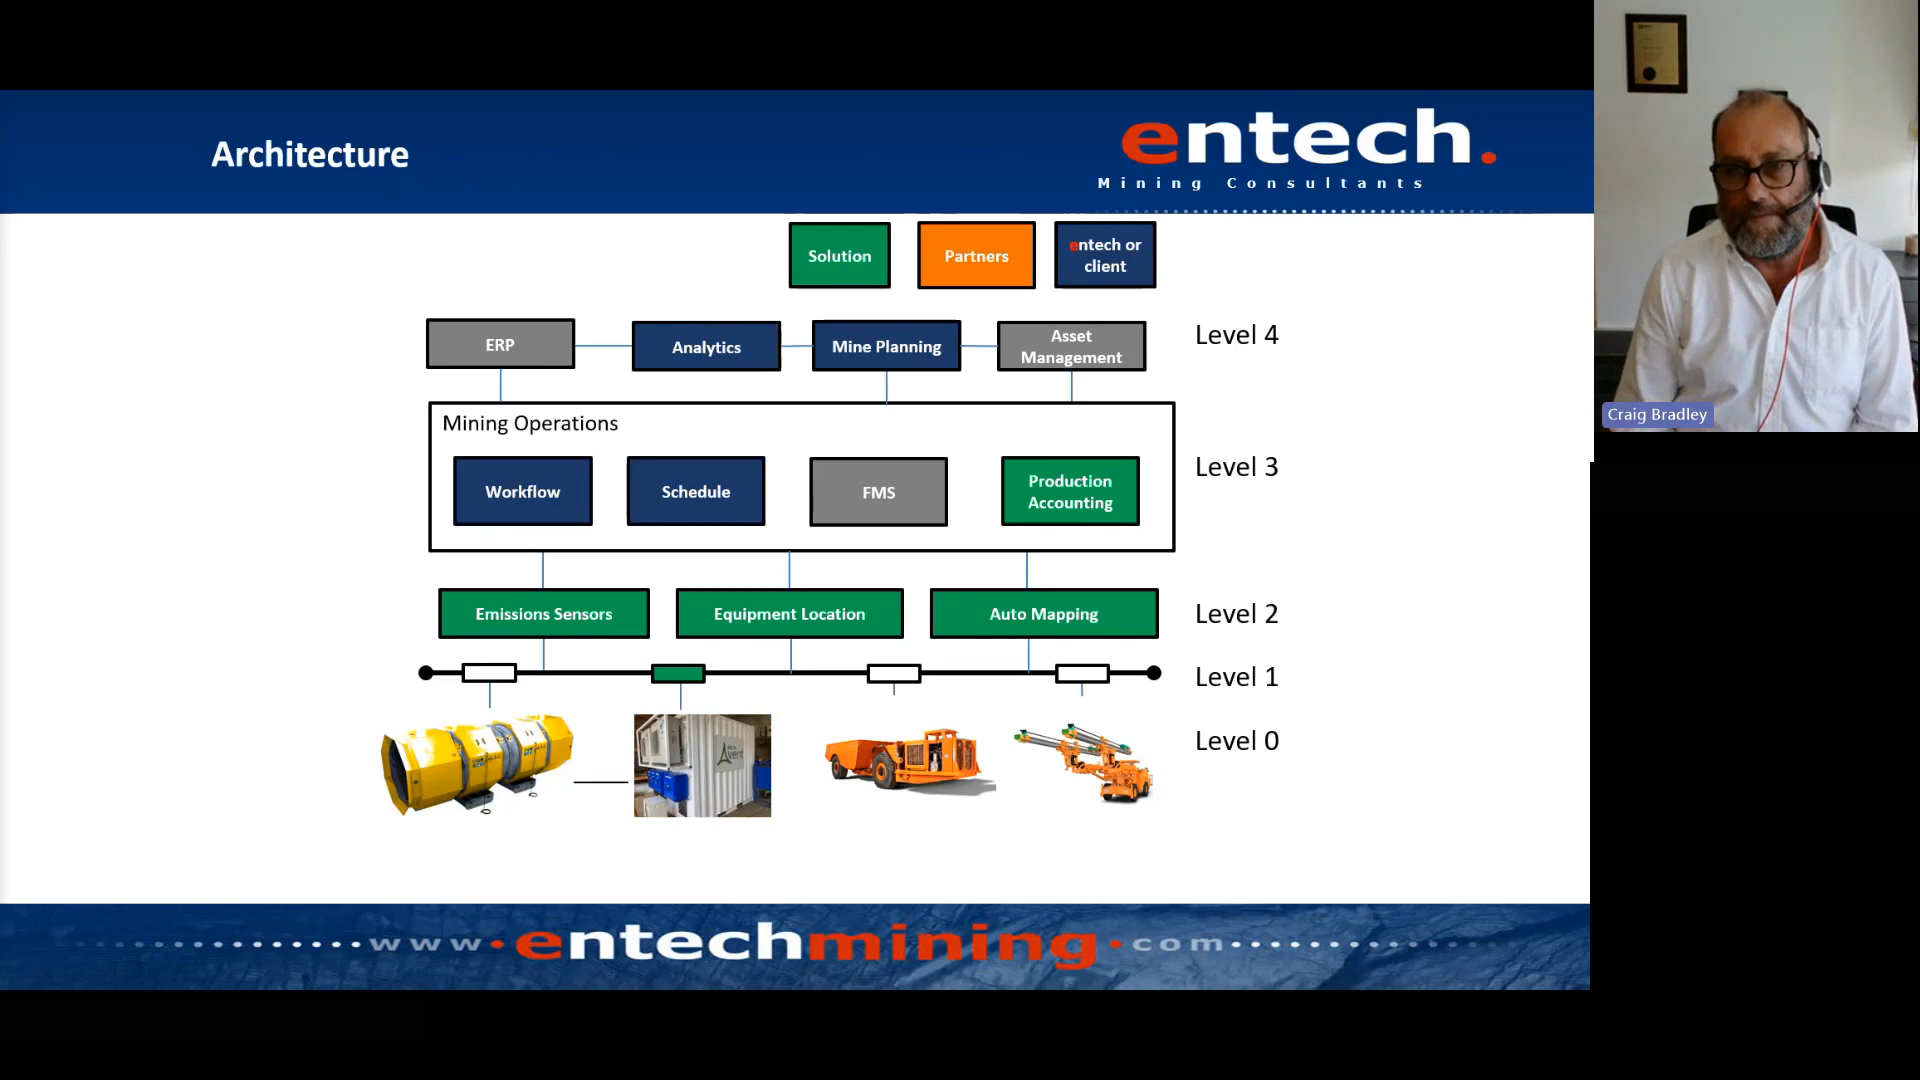 Architecture
entech.
Mining Consultants
Solution
Partners
entech or
client
ERP
Analytics
Mine Planning
Asset
Management
Level 4
Mining Operations
Workflow
Schedule
FMS
Production
Accounting
Level 3
Emissions Sensors
Equipment Location
Auto Mapping
Level 2
Level 1
Level 0
vent
www.entechmining.com
Craig Bradley